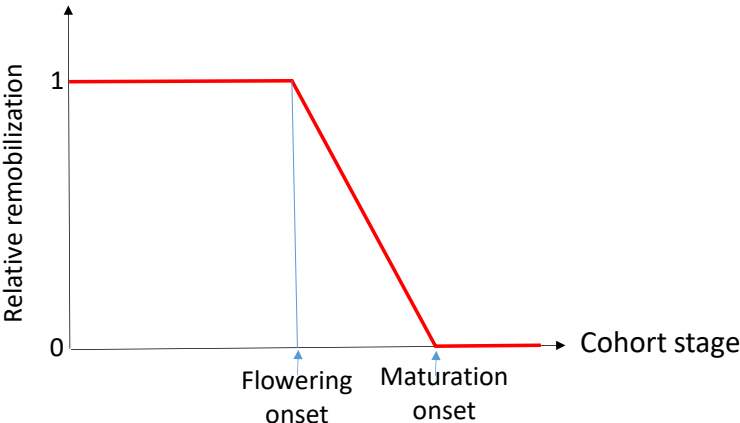 Relative remobilization
1
0
Cohort stage
Flowering
onset
Maturation
onset